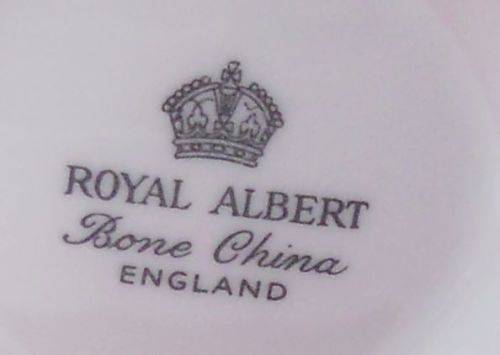 ROYAL ALBERT
Bone China
ENGLAND